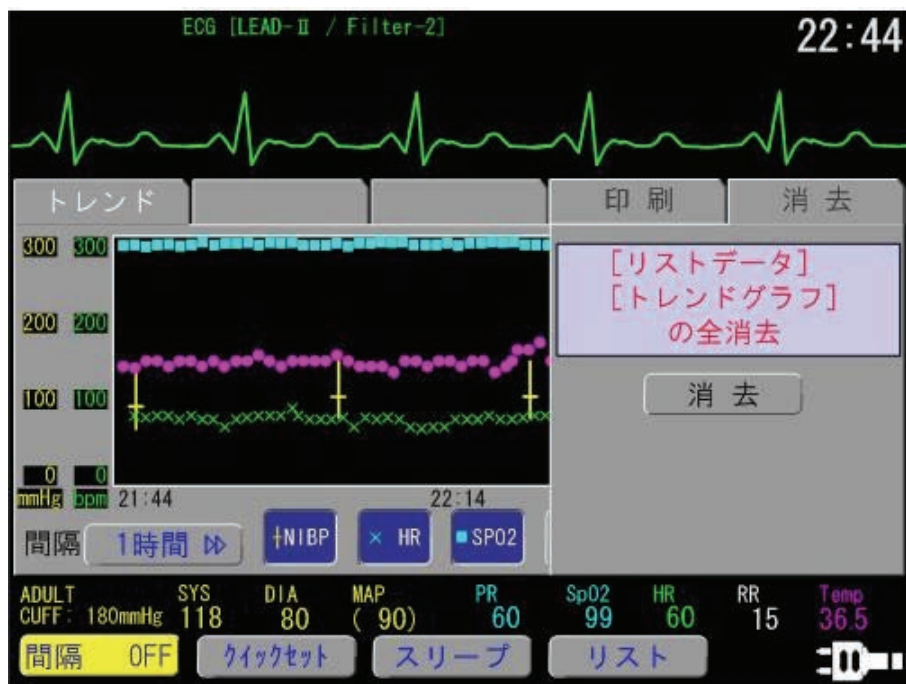 ECG [LEAD-Ⅱ / Filter-2]
22:44
トレンド
印刷
消去
300 300
200 200
100 100
0 0
mmHg bpm
21:44
22:14
[リストデータ]
[トレンドグラフ]
の全消去
消去
間隔 1時間
NIBP
× HR
SPO2
ADULT SYS DIA MAP PR SpO2 HR RR Temp
CUFF: 180mmHg 118 80 ( 90) 60 99 60 15 36.5
間隔 OFF
クイックセット
スリープ
リスト